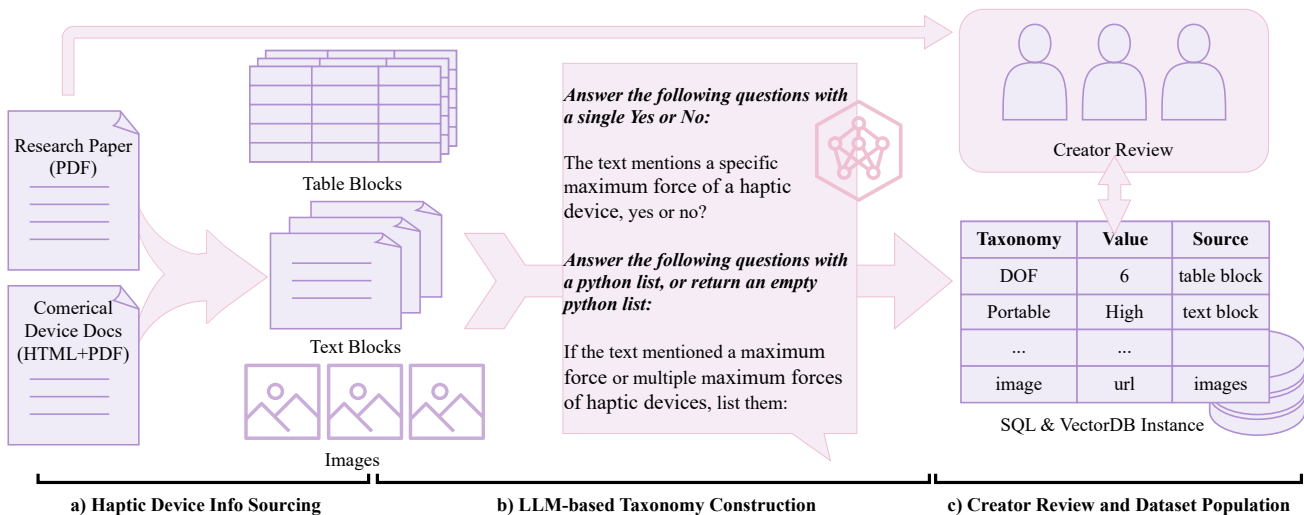 Research Paper
(PDF)
Comerical
Device Docs
(HTML+PDF)
Table Blocks
Text Blocks
Images
Answer the following questions with
a single Yes or No:
The text mentions a specific
maximum force of a haptic
device, yes or no?
Answer the following questions with
a python list, or return an empty
python list:
If the text mentioned a maximum
force or multiple maximum forces
of haptic devices, list them:
Creator Review
Taxonomy Value Source
DOF 6 table block
Portable High text block
... ...
image url images
SQL & VectorDB Instance
a) Haptic Device Info Sourcing
b) LLM-based Taxonomy Construction
c) Creator Review and Dataset Population